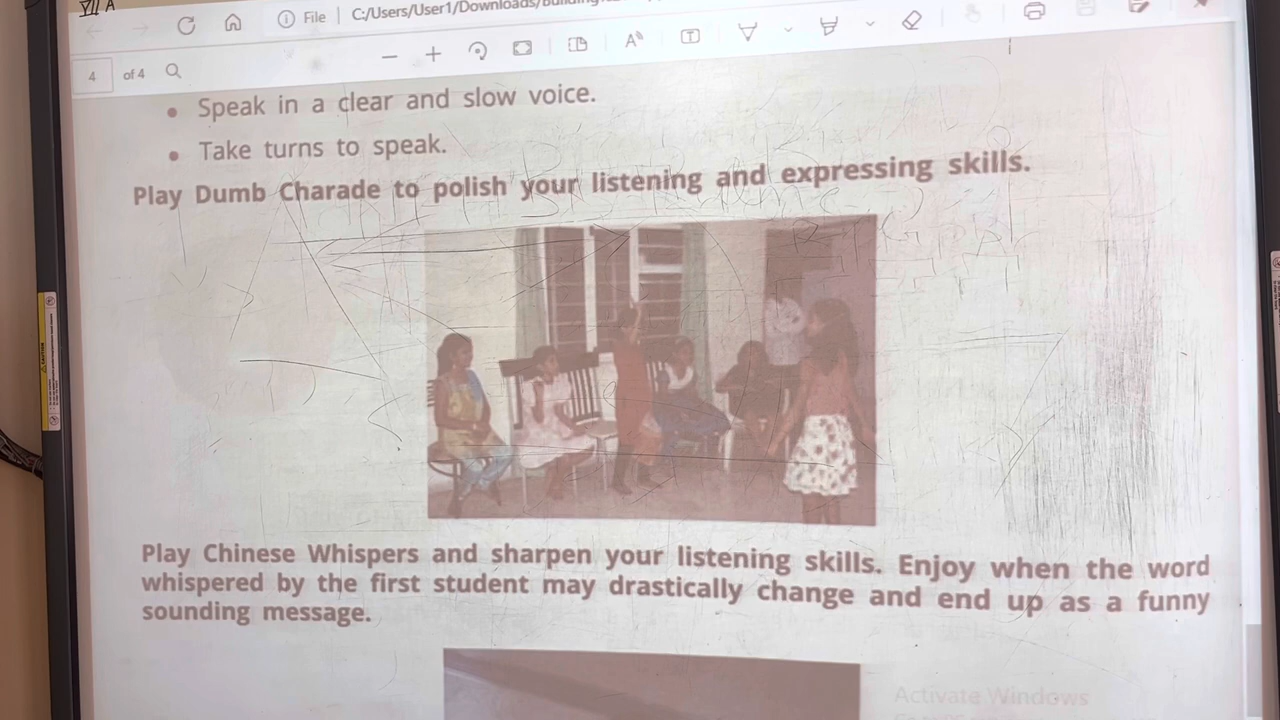 VII A
File | C:/Users/User1/Downloads/Building
4 of 4
• Speak in a clear and slow voice.
• Take turns to speak.
Play Dumb Charade to polish your listening and expressing skills.
Play Chinese Whispers and sharpen your listening skills. Enjoy when the word
whispered by the first student may drastically change and end up as a funny
sounding message.
Activate Windows